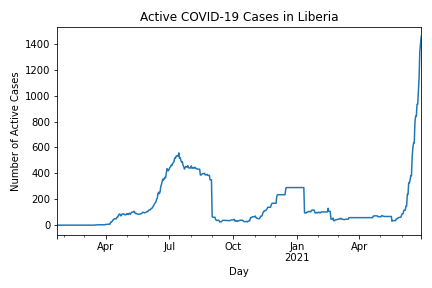 Active COVID-19 Cases in Liberia
Number of Active Cases
1400
1200
1000
800
600
400
200
0
Apr
Jul
Oct
Jan
2021
Apr
Day